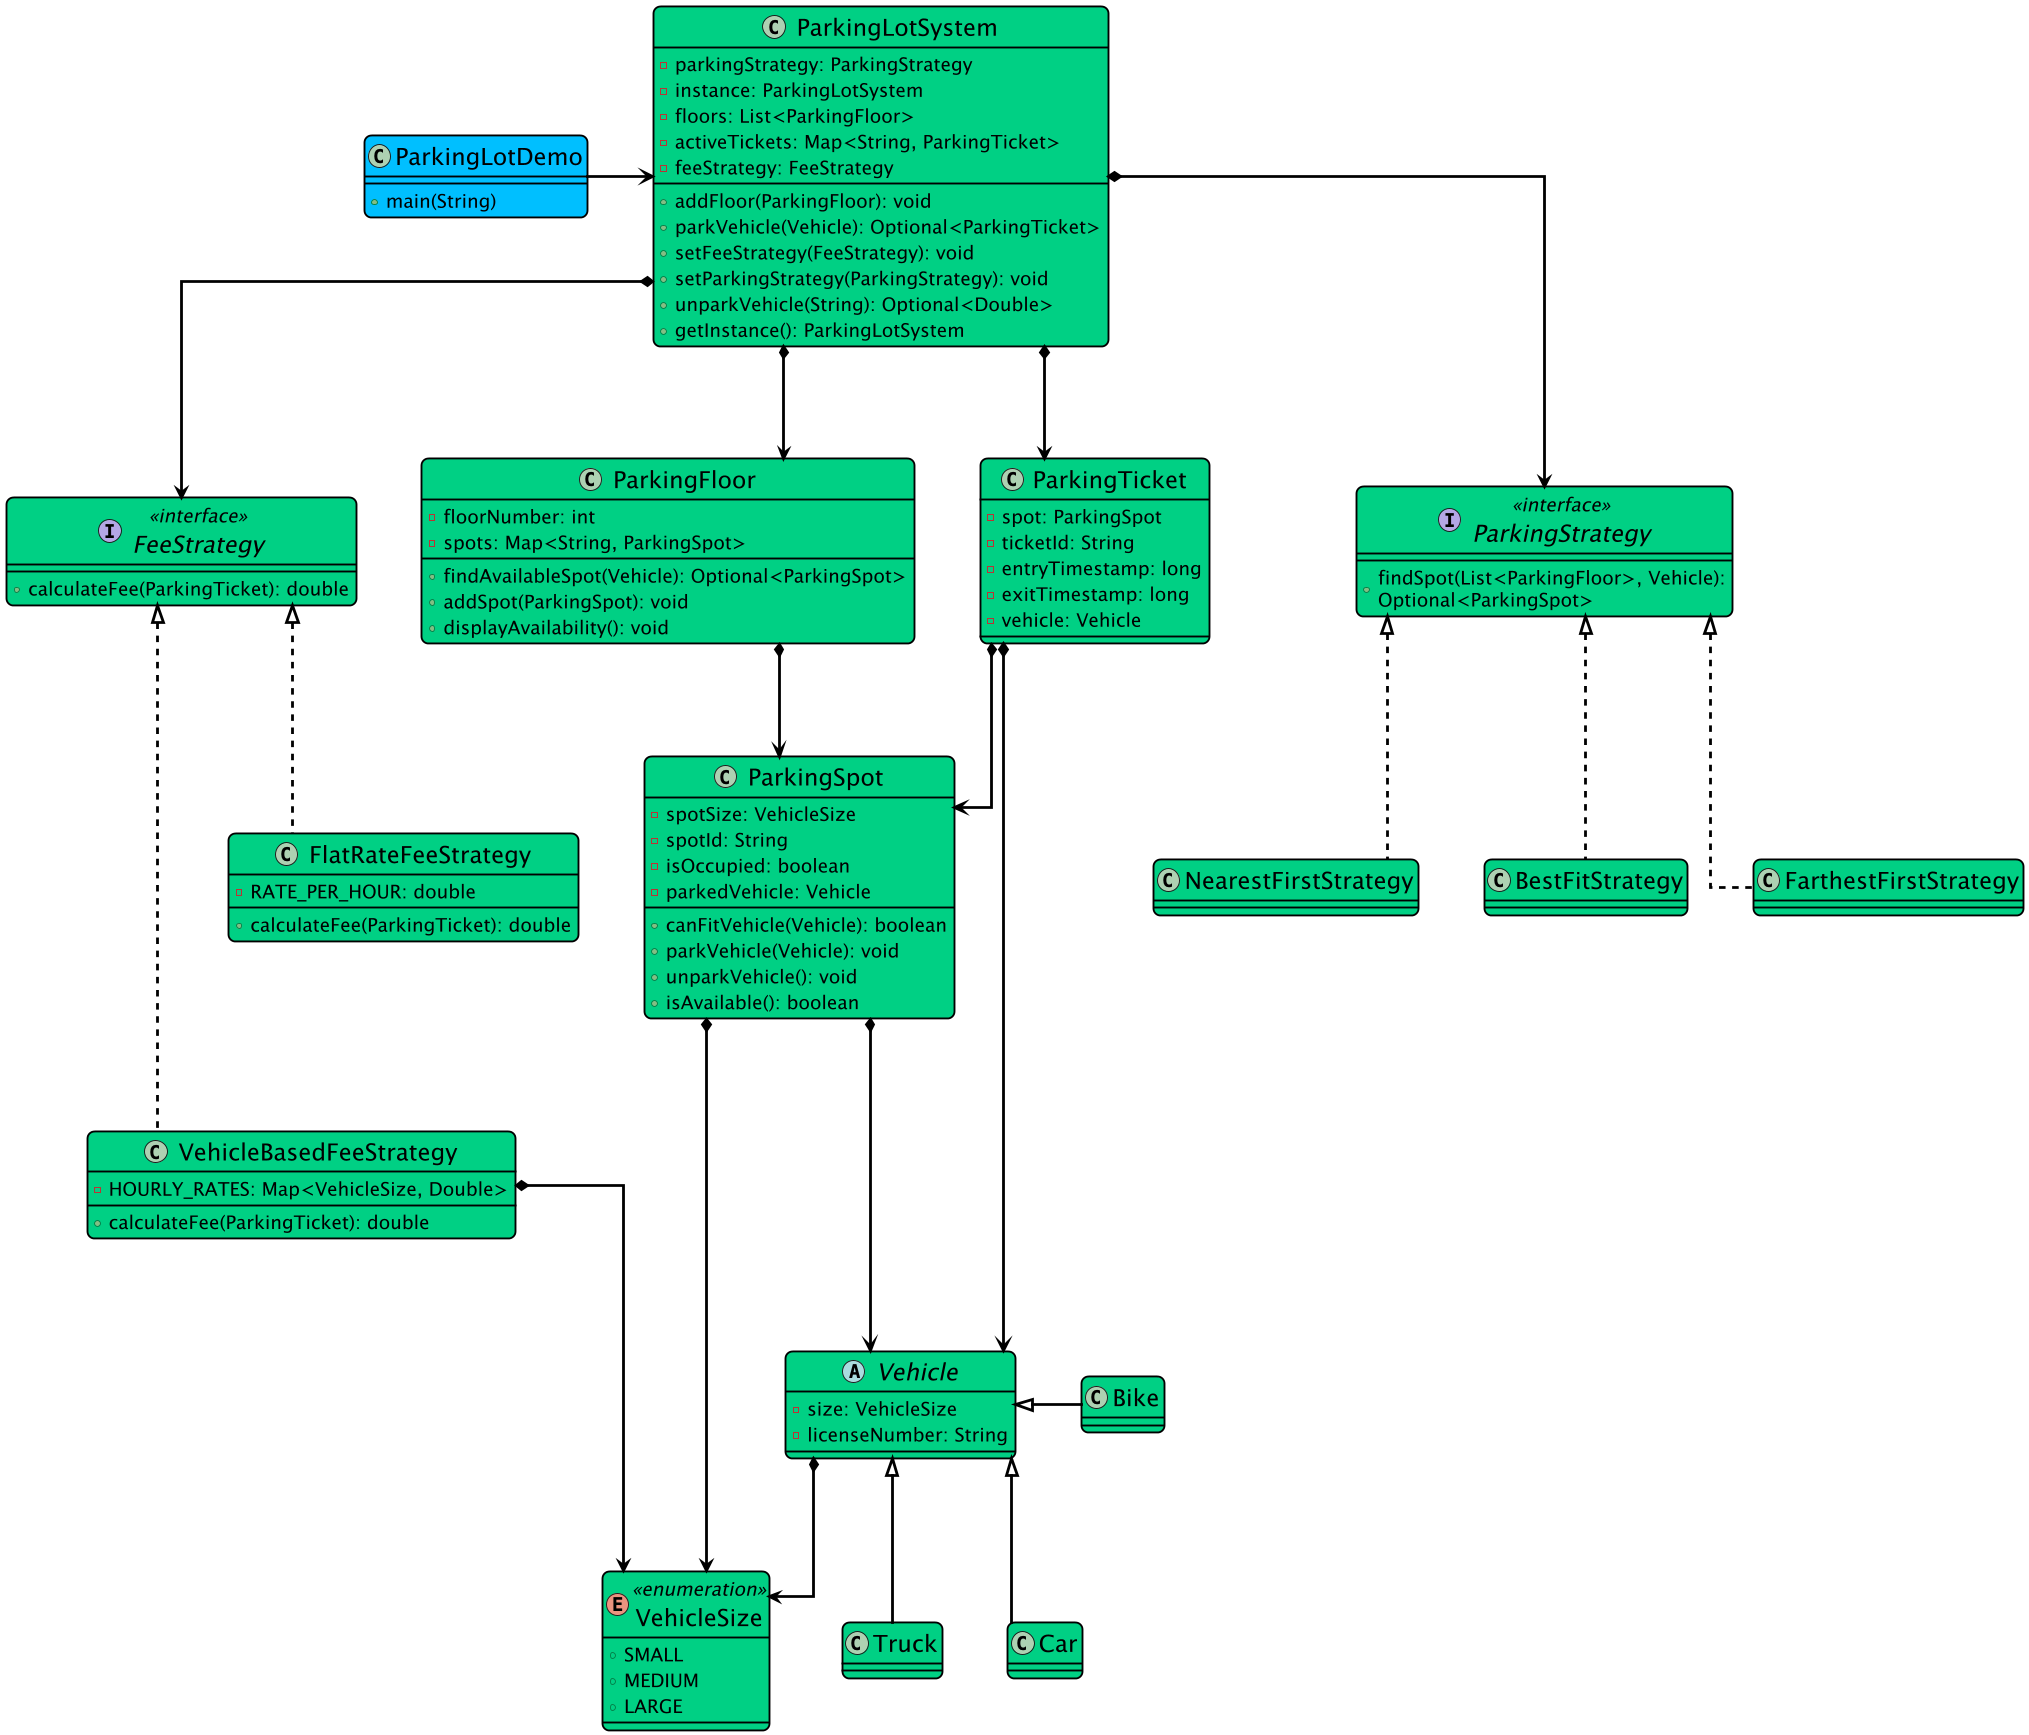 C ParkingLotSystem
parkingStrategy: ParkingStrategy
instance: ParkingLotSystem
floors: List<ParkingFloor>
activeTickets: Map<String, ParkingTicket>
feeStrategy: FeeStrategy
addFloor(ParkingFloor): void
parkVehicle(Vehicle): Optional<ParkingTicket>
setFeeStrategy(FeeStrategy): void
setParkingStrategy(ParkingStrategy): void
unparkVehicle(String): Optional<Double>
getInstance(): ParkingLotSystem
C ParkingLotDemo
main(String)
«interface»
I FeeStrategy
calculateFee(ParkingTicket): double
C ParkingFloor
floorNumber: int
spots: Map<String, ParkingSpot>
findAvailableSpot(Vehicle): Optional<ParkingSpot>
addSpot(ParkingSpot): void
displayAvailability(): void
C ParkingTicket
spot: ParkingSpot
ticketId: String
entryTimestamp: long
exitTimestamp: long
vehicle: Vehicle
«interface»
I ParkingStrategy
findSpot(List<ParkingFloor>, Vehicle):
Optional<ParkingSpot>
C FlatRateFeeStrategy
RATE_PER_HOUR: double
calculateFee(ParkingTicket): double
C ParkingSpot
spotSize: VehicleSize
spotId: String
isOccupied: boolean
parkedVehicle: Vehicle
canFitVehicle(Vehicle): boolean
parkVehicle(Vehicle): void
unparkVehicle(): void
isAvailable(): boolean
C NearestFirstStrategy
C BestFitStrategy
C FarthestFirstStrategy
C VehicleBasedFeeStrategy
HOURLY_RATES: Map<VehicleSize, Double>
calculateFee(ParkingTicket): double
A Vehicle
size: VehicleSize
licenseNumber: String
C Bike
«enumeration»
E VehicleSize
SMALL
MEDIUM
LARGE
C Truck
C Car